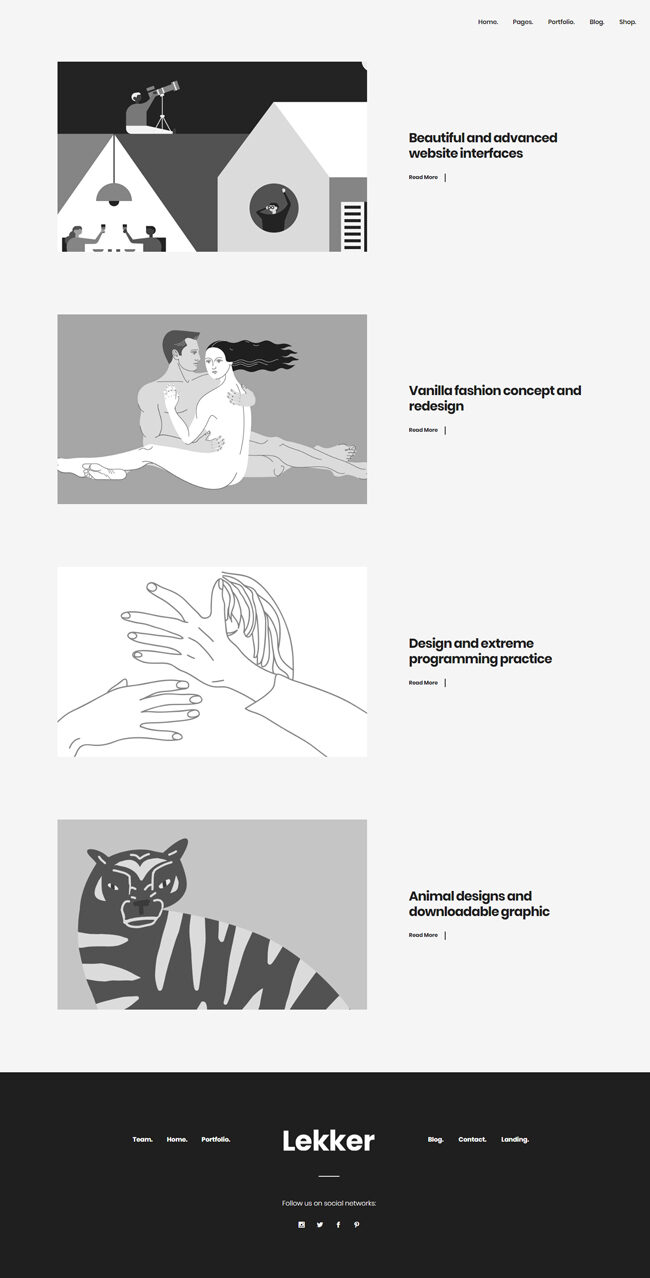 Home. Pages. Portfolio. Blog. Shop.
Beautiful and advanced
website interfaces
Read More
Vanilla fashion concept and
redesign
Read More
Design and extreme
programming practice
Read More
Animal designs and
downloadable graphic
Read More
Team. Home. Portfolio. Lekker Blog. Contact. Landing.
Follow us on social networks: